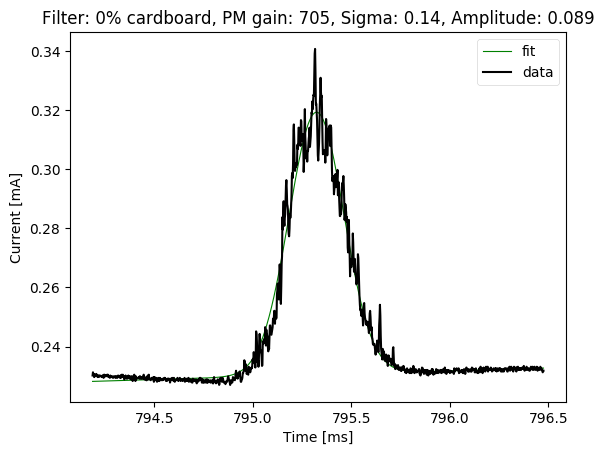 Filter: 0% cardboard, PM gain: 705, Sigma: 0.14, Amplitude: 0.089
fit
data
0.34
0.32
0.30
0.28
0.26
0.24
Current [mA]
794.5
795.0
795.5
796.0
796.5
Time [ms]